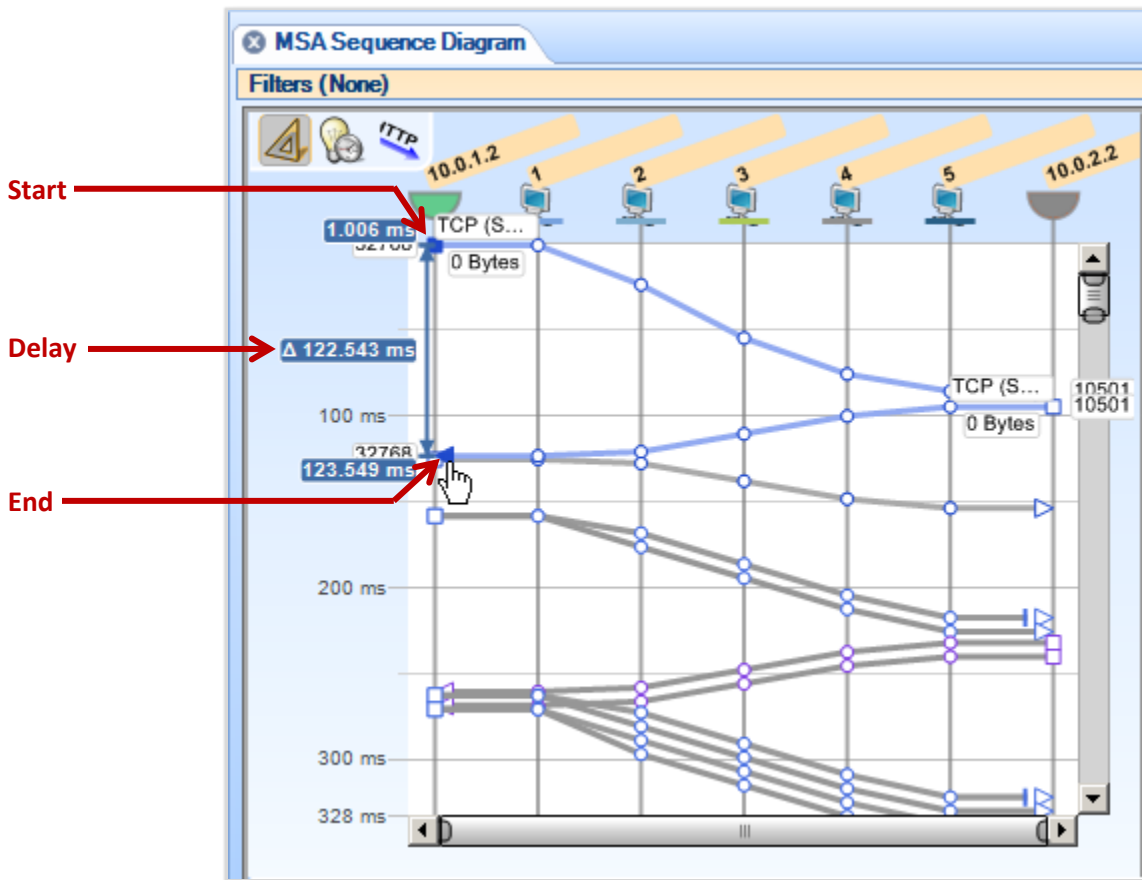 MSA Sequence Diagram
Filters (None)
HTTP
10.0.1.2
1
2
3
4
5
10.0.2.2
Start
1.006 ms
TCP (S...
32768
0 Bytes
Delay
Δ 122.543 ms
TCP (S...
10501
100 ms
10501
0 Bytes
32768
123.549 ms
End
200 ms
300 ms
328 ms